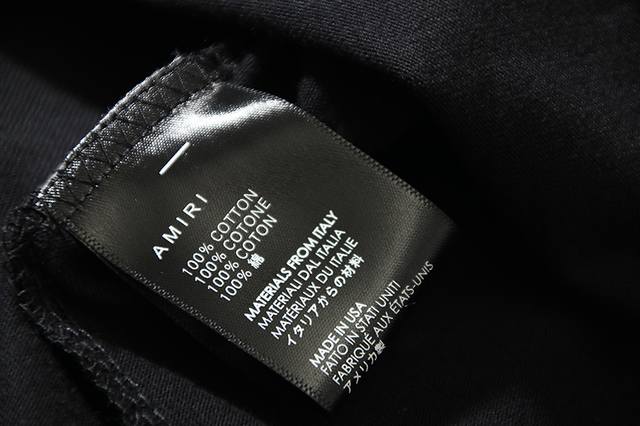 AMIRI
100% COTTON
100% COTONE
100% COTON
100% 綿
MATERIALS FROM ITALY
MATERIALI DAL ITALIA
MATÉRIAUX DU ITALIE
イタリアからの材料
MADE IN USA
FATTO IN STATI UNITI
FABRIQUE AUX ÉTATS-UNIS
アメリカ製